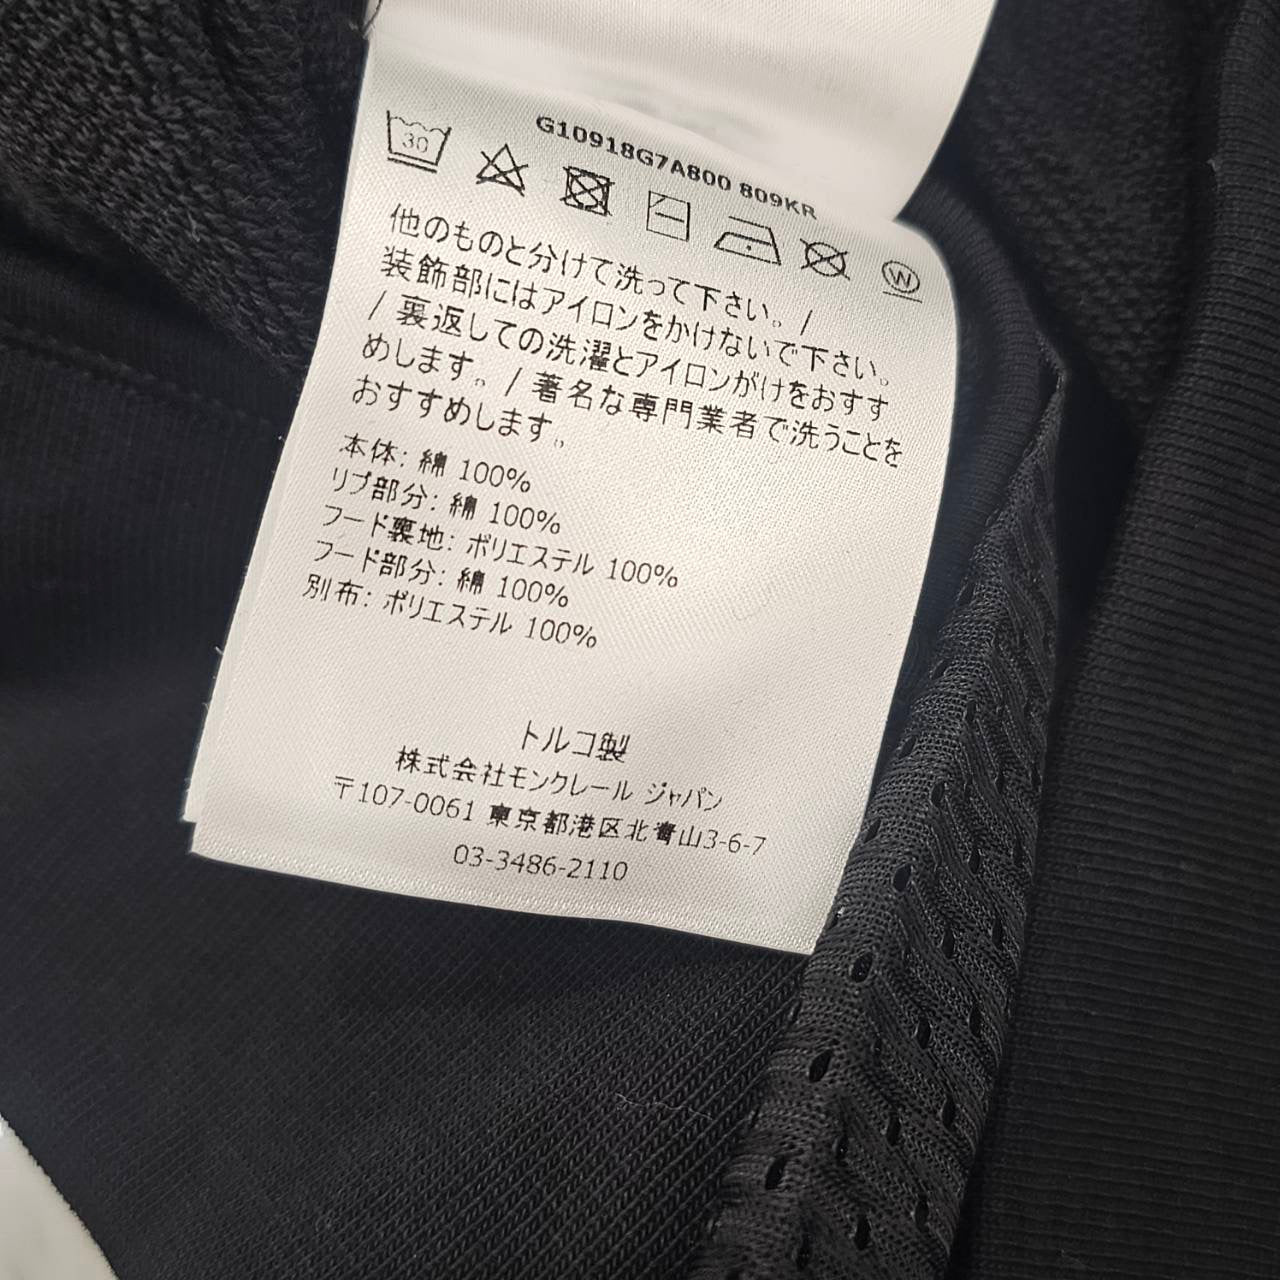 G10918G7A800 809KR
30
W
他のものと分けて洗って下さい。/
装飾部にはアイロンをかけないで下さい。
/ 裏返しての洗濯とアイロンがけをおすす
めします。/ 著名な専門業者で洗うことを
おすすめします。
本体: 綿 100%
リブ部分: 綿 100%
フード裏地: ポリエステル 100%
フード部分: 綿 100%
別布: ポリエステル 100%
トルコ製
株式会社モンクレール ジャパン
〒107-0061 東京都港区北青山3-6-7
03-3486-2110